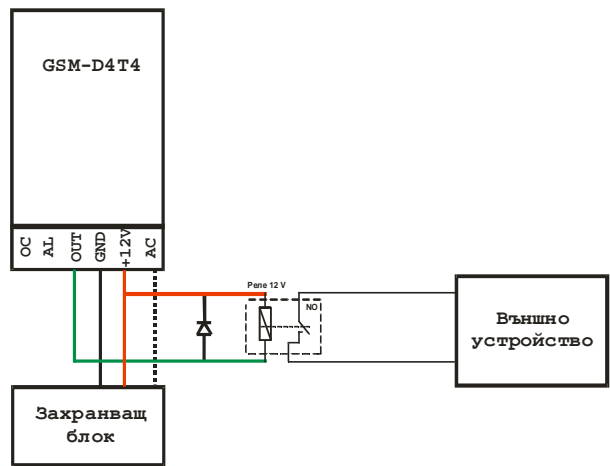 GSM-D4T4
OC
AL
OUT
GND
+12V
AC
Реле 12 V
NO
Външно
устройство
Захранващ
блок